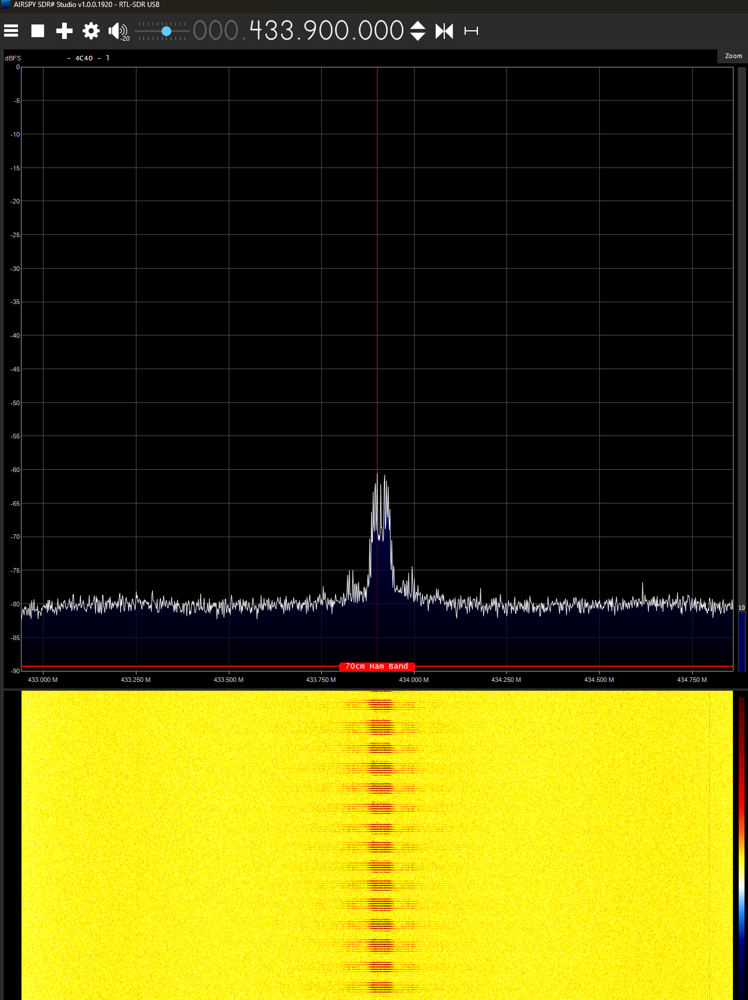 AIRSPY SDR# Studio v1.0.0.1920 - RTL-SDR USB
-20
000.433.900.000
dBFS
- 4C40 - ]
Zoom
0
-5
-10
-15
-20
-25
-30
-35
-40
-45
-50
-55
-60
-65
-70
-75
-80
10
-85
70cm Ham Band
-90
433.000 M
433.250 M
433.500 M
433.750 M
434.000 M
434.250 M
434.500 M
434.750 M